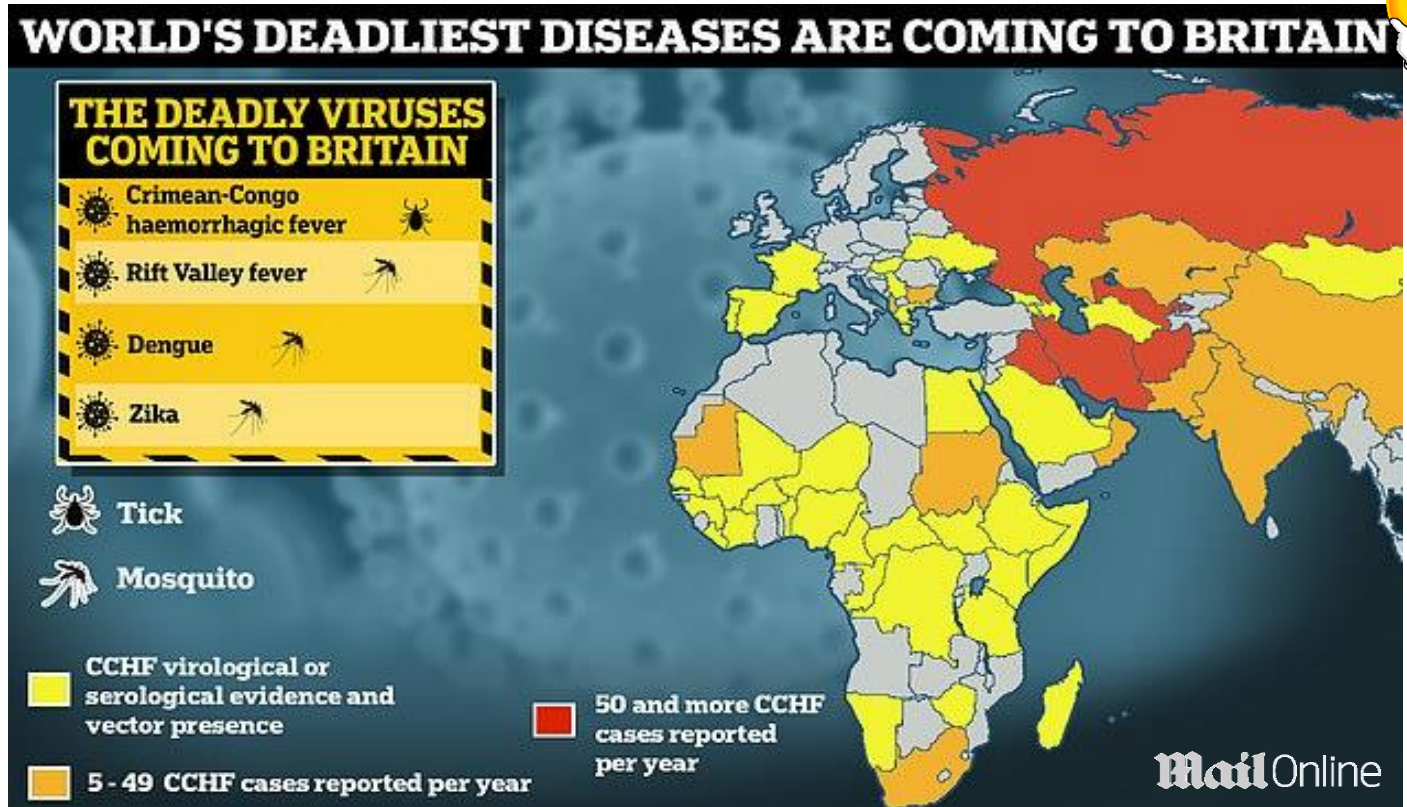 WORLD'S DEADLIEST DISEASES ARE COMING TO BRITAIN
THE DEADLY VIRUSES
COMING TO BRITAIN
Crimean-Congo
haemorrhagic fever
Rift Valley fever
Dengue
Zika
Tick
Mosquito
CCHF virological or
serological evidence and
vector presence
5 - 49 CCHF cases reported per year
50 and more CCHF
cases reported
per year
Mail Online